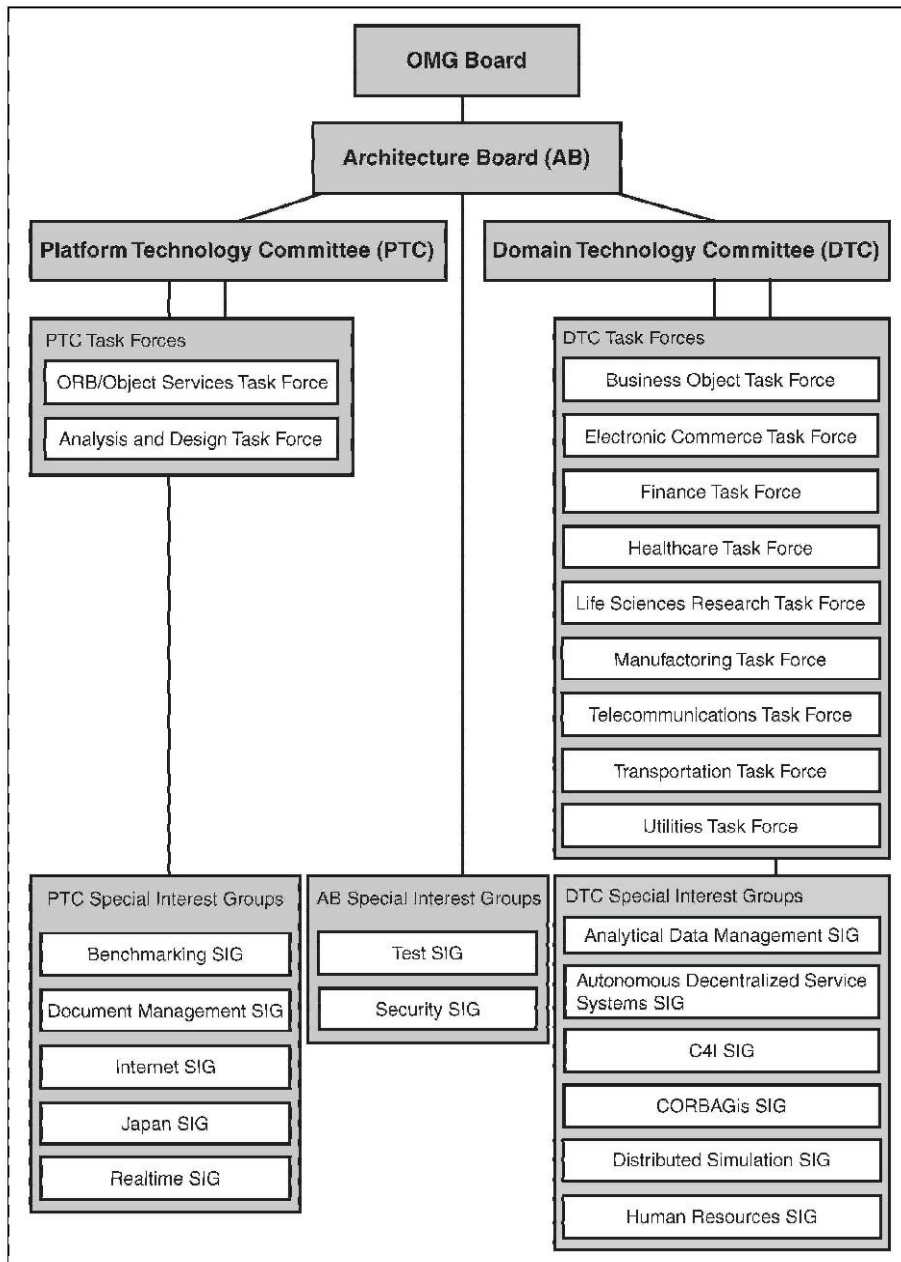 OMG Board
Architecture Board (AB)
Platform Technology Committee (PTC)
Domain Technology Committee (DTC)
PTC Task Forces
ORB/Object Services Task Force
Analysis and Design Task Force
DTC Task Forces
Business Object Task Force
Electronic Commerce Task Force
Finance Task Force
Healthcare Task Force
Life Sciences Research Task Force
Manufactoring Task Force
Telecommunications Task Force
Transportation Task Force
Utilities Task Force
PTC Special Interest Groups
Benchmarking SIG
Document Management SIG
Internet SIG
Japan SIG
Realtime SIG
AB Special Interest Groups
Test SIG
Security SIG
DTC Special Interest Groups
Analytical Data Management SIG
Autonomous Decentralized Service
Systems SIG
C4I SIG
CORBAGis SIG
Distributed Simulation SIG
Human Resources SIG